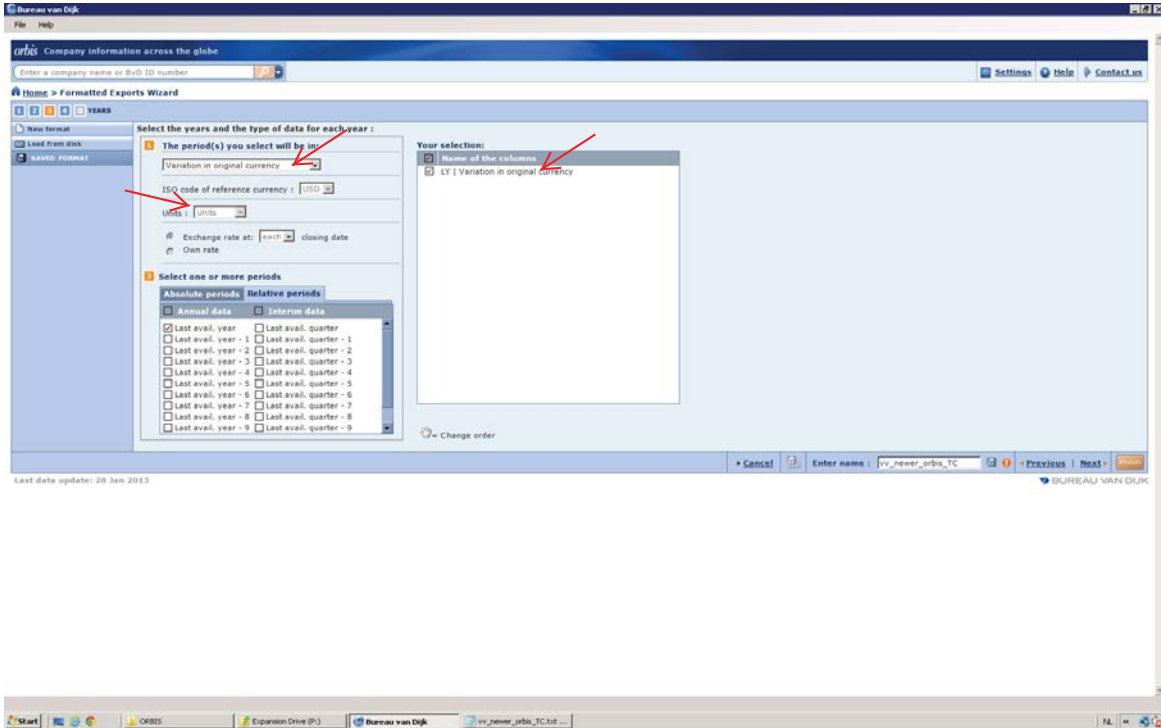 Bureau van Dijk
File Help
orbis Company information across the globe
Enter a company name or BvD ID number
Settings Help Contact us
Home > Formatted Exports Wizard
1 2 3 4 YEARS
New format
Load from disk
SAVED FORMAT
Select the years and the type of data for each year :
1 The period(s) you select will be in:
Variation in original currency
ISO code of reference currency : USD
Units : Units
Exchange rate at: each closing date
Own rate
2 Select one or more periods
Absolute periods Relative periods
Annual data Interim data
Last avail. year Last avail. quarter
Last avail. year - 1 Last avail. quarter - 1
Last avail. year - 2 Last avail. quarter - 2
Last avail. year - 3 Last avail. quarter - 3
Last avail. year - 4 Last avail. quarter - 4
Last avail. year - 5 Last avail. quarter - 5
Last avail. year - 6 Last avail. quarter - 6
Last avail. year - 7 Last avail. quarter - 7
Last avail. year - 8 Last avail. quarter - 8
Last avail. year - 9 Last avail. quarter - 9
Your selection:
Name of the columns
LY | Variation in original currency
= Change order
Cancel Enter name : vv_newer_orbis_TC Previous | Next
Last data update: 28 Jan 2013
BUREAU VAN DIJK
Start ORBIS Expansion Drive (P:) Bureau van Dijk vv_newer_orbis_TC.txt ... NL